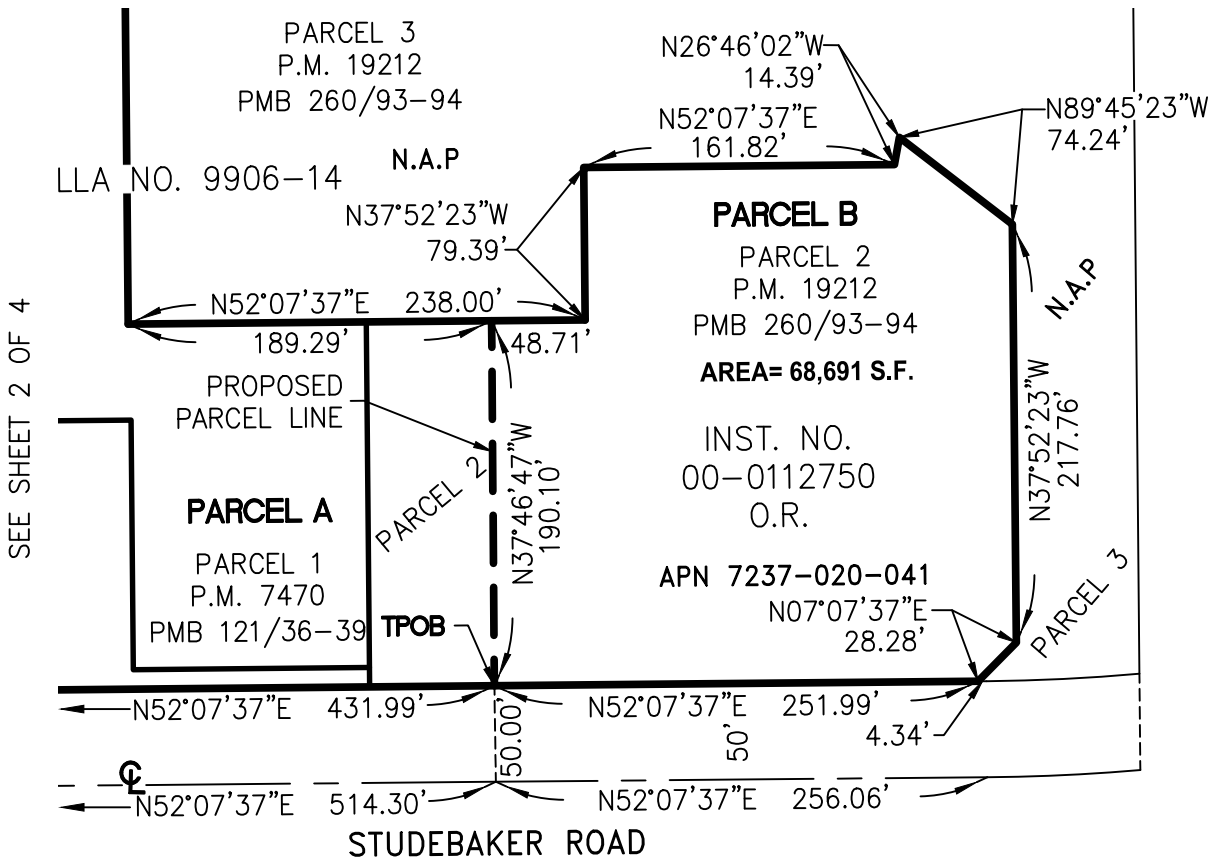 PARCEL 3
P.M. 19212
PMB 260/93-94
N.A.P
LLA NO. 9906-14
N26°46'02"W
14.39'
N89°45'23"W
74.24'
N52°07'37"E
161.82'
N37°52'23"W
79.39'
PARCEL B
PARCEL 2
P.M. 19212
PMB 260/93-94
AREA= 68,691 S.F.
INST. NO.
00-0112750
O.R.
APN 7237-020-041
N.A.P
N37°52'23"W
217.76'
N52°07'37"E 238.00'
189.29'
48.71'
SEE SHEET 2 OF 4
PROPOSED
PARCEL LINE
PARCEL 2
N37°46'47"W
190.10'
PARCEL A
PARCEL 1
P.M. 7470
PMB 121/36-39
TPOB
N07°07'37"E
28.28'
PARCEL 3
N52°07'37"E 431.99'
N52°07'37"E 251.99'
4.34'
50.00'
50'
CL
N52°07'37"E 514.30'
N52°07'37"E 256.06'
STUDEBAKER ROAD